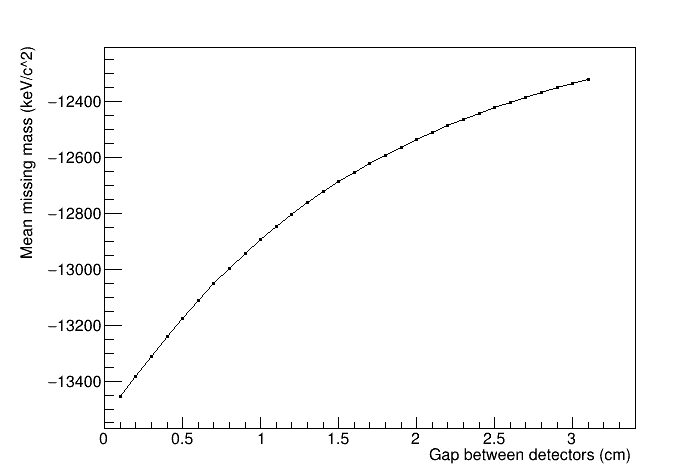 Mean missing mass (keV/c^2)
−12400
−12600
−12800
−13000
−13200
−13400
0 0.5 1 1.5 2 2.5 3
Gap between detectors (cm)